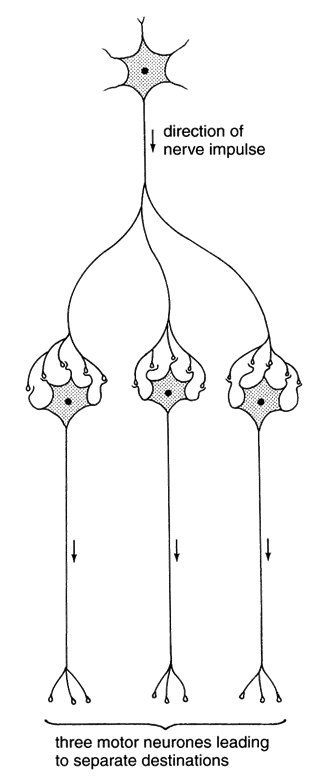 direction of
nerve impulse
three motor neurones leading
to separate destinations